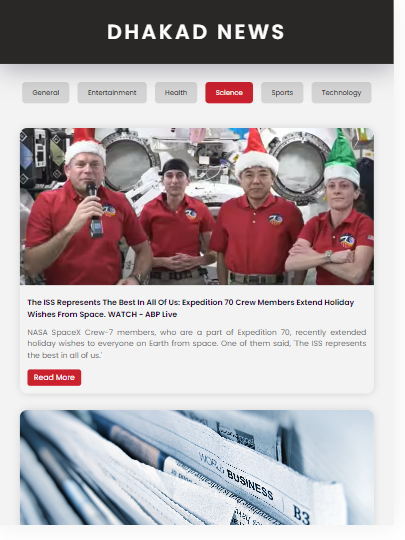 DHAKAD NEWS
General
Entertainment
Health
Science
Sports
Technology
The ISS Represents The Best In All Of Us: Expedition 70 Crew Members Extend Holiday
Wishes From Space. WATCH - ABP Live
NASA SpaceX Crew-7 members, who are a part of Expedition 70, recently extended
holiday wishes to everyone on Earth from space. One of them said, 'The ISS represents
the best in all of us.'
Read More
WORLD BUSINESS
B3